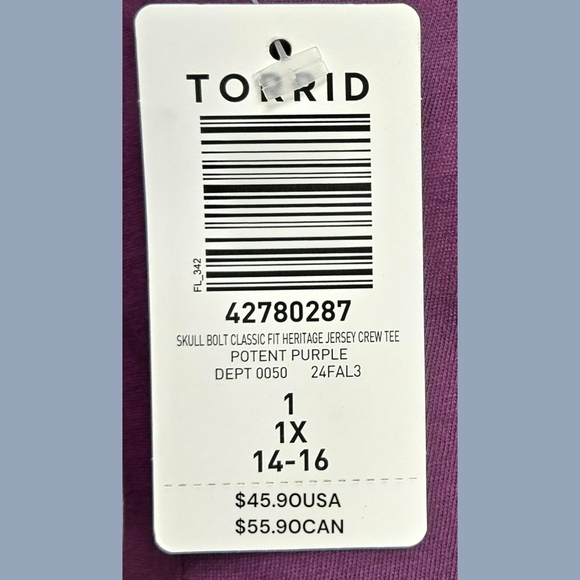 TORRID
FL_342
42780287
SKULL BOLT CLASSIC FIT HERITAGE JERSEY CREW TEE
POTENT PURPLE
DEPT 0050 24FAL3
1
1X
14-16
$45.90USA
$55.90CAN